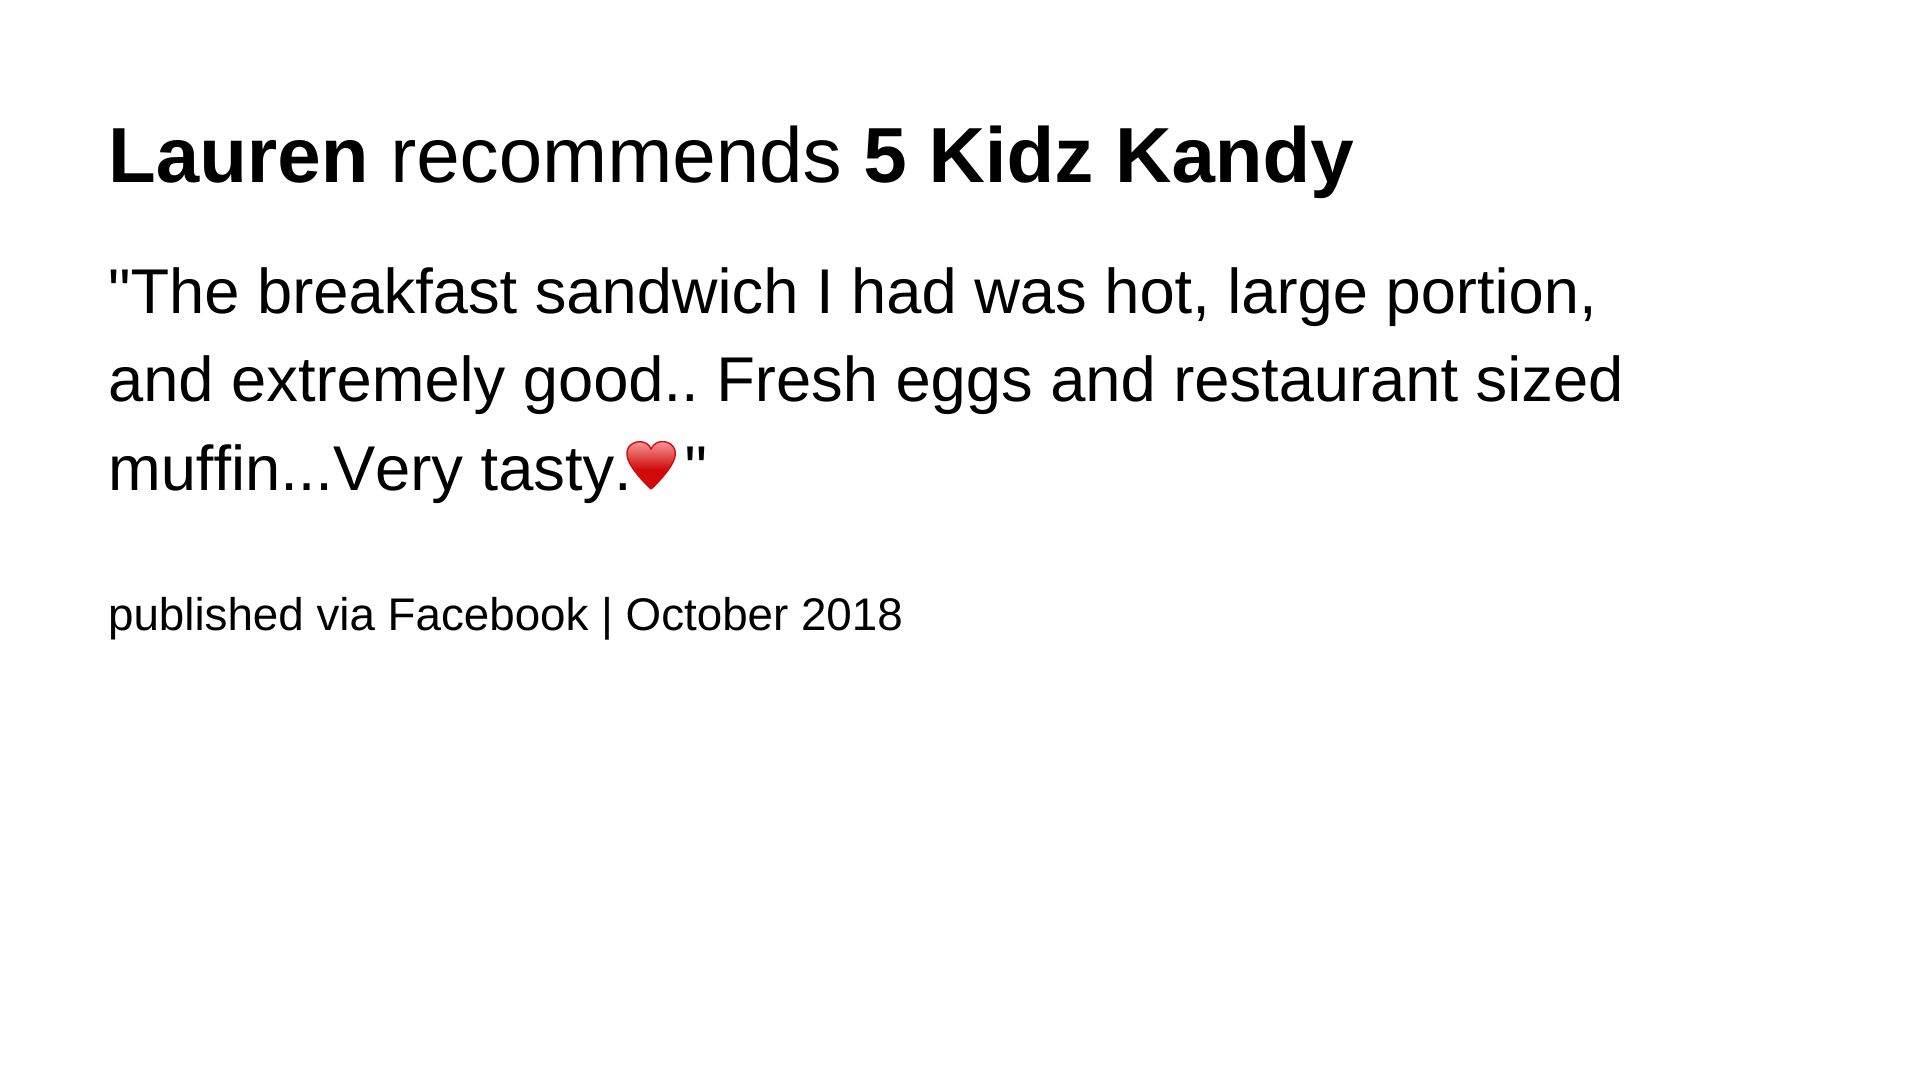 Lauren recommends 5 Kidz Kandy
"The breakfast sandwich I had was hot, large portion,
and extremely good.. Fresh eggs and restaurant sized
muffin...Very tasty.♥"
published via Facebook | October 2018